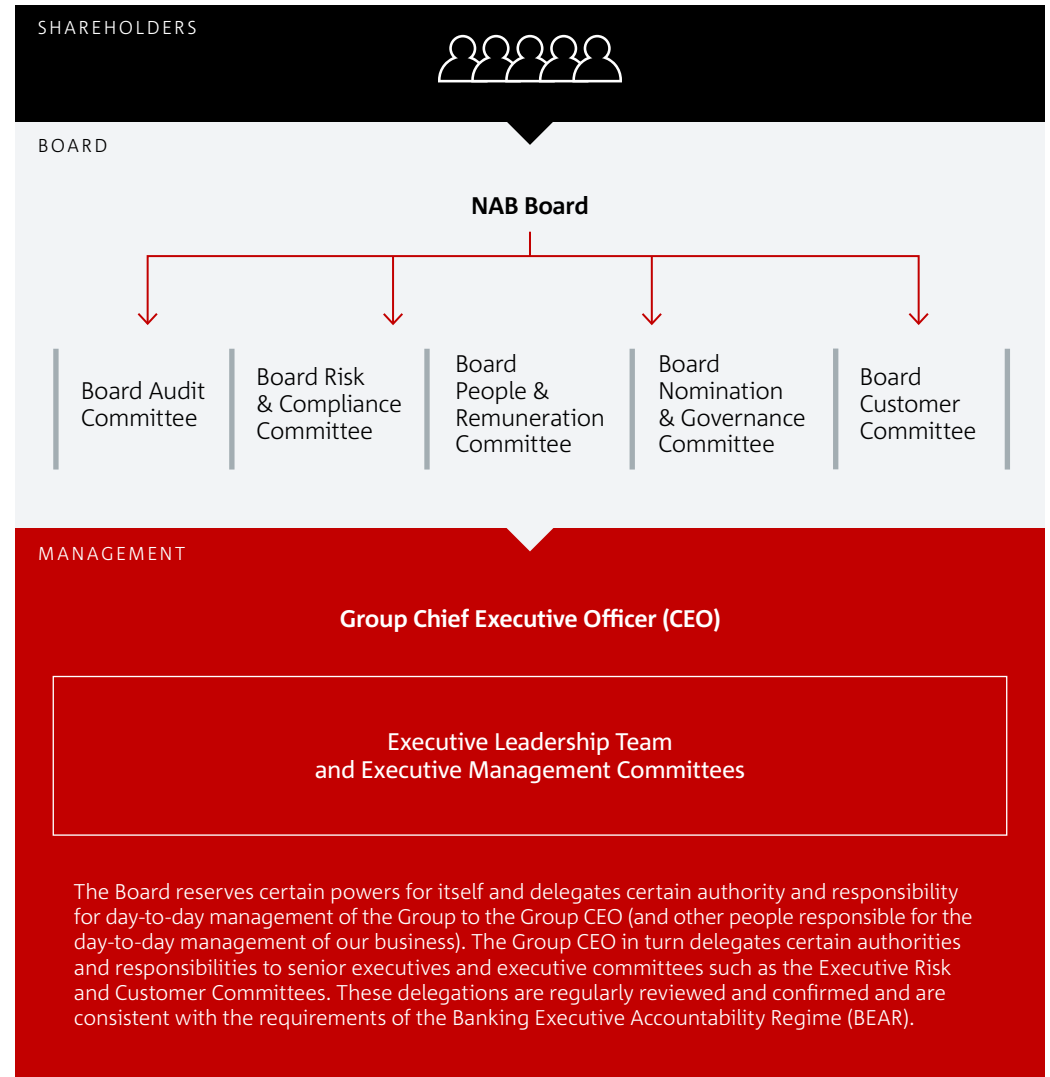 SHAREHOLDERS
BOARD
NAB Board
Board Audit
Committee
Board Risk
& Compliance
Committee
Board
People &
Remuneration
Committee
Board
Nomination
& Governance
Committee
Board
Customer
Committee
MANAGEMENT
Group Chief Executive Officer (CEO)
Executive Leadership Team
and Executive Management Committees
The Board reserves certain powers for itself and delegates certain authority and responsibility
for day-to-day management of the Group to the Group CEO (and other people responsible for the
day-to-day management of our business). The Group CEO in turn delegates certain authorities
and responsibilities to senior executives and executive committees such as the Executive Risk
and Customer Committees. These delegations are regularly reviewed and confirmed and are
consistent with the requirements of the Banking Executive Accountability Regime (BEAR).